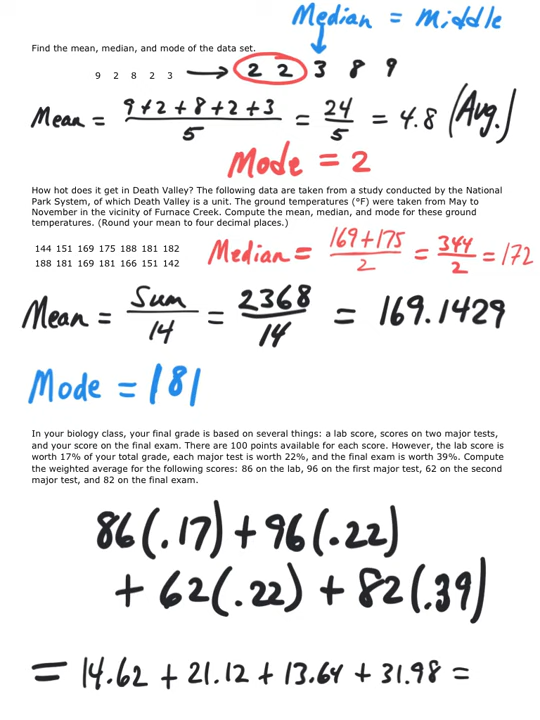 Median = Middle
Find the mean, median, and mode of the data set.
9 2 8 2 3 → 2 2 3 8 9
Mean = 9+2+8+2+3 / 5 = 24 / 5 = 4.8 (Avg.)
Mode = 2
How hot does it get in Death Valley? The following data are taken from a study conducted by the National
Park System, of which Death Valley is a unit. The ground temperatures (°F) were taken from May to
November in the vicinity of Furnace Creek. Compute the mean, median, and mode for these ground
temperatures. (Round your mean to four decimal places.)
144 151 169 175 188 181 182
188 181 169 181 166 151 142
Median = 169+175 / 2 = 344 / 2 = 172
Mean = Sum / 14 = 2368 / 14 = 169.1429
Mode = 181
In your biology class, your final grade is based on several things: a lab score, scores on two major tests,
and your score on the final exam. There are 100 points available for each score. However, the lab score is
worth 17% of your total grade, each major test is worth 22%, and the final exam is worth 39%. Compute
the weighted average for the following scores: 86 on the lab, 96 on the first major test, 62 on the second
major test, and 82 on the final exam.
86(.17) + 96(.22)
+ 62(.22) + 82(.39)
= 14.62 + 21.12 + 13.64 + 31.98 =